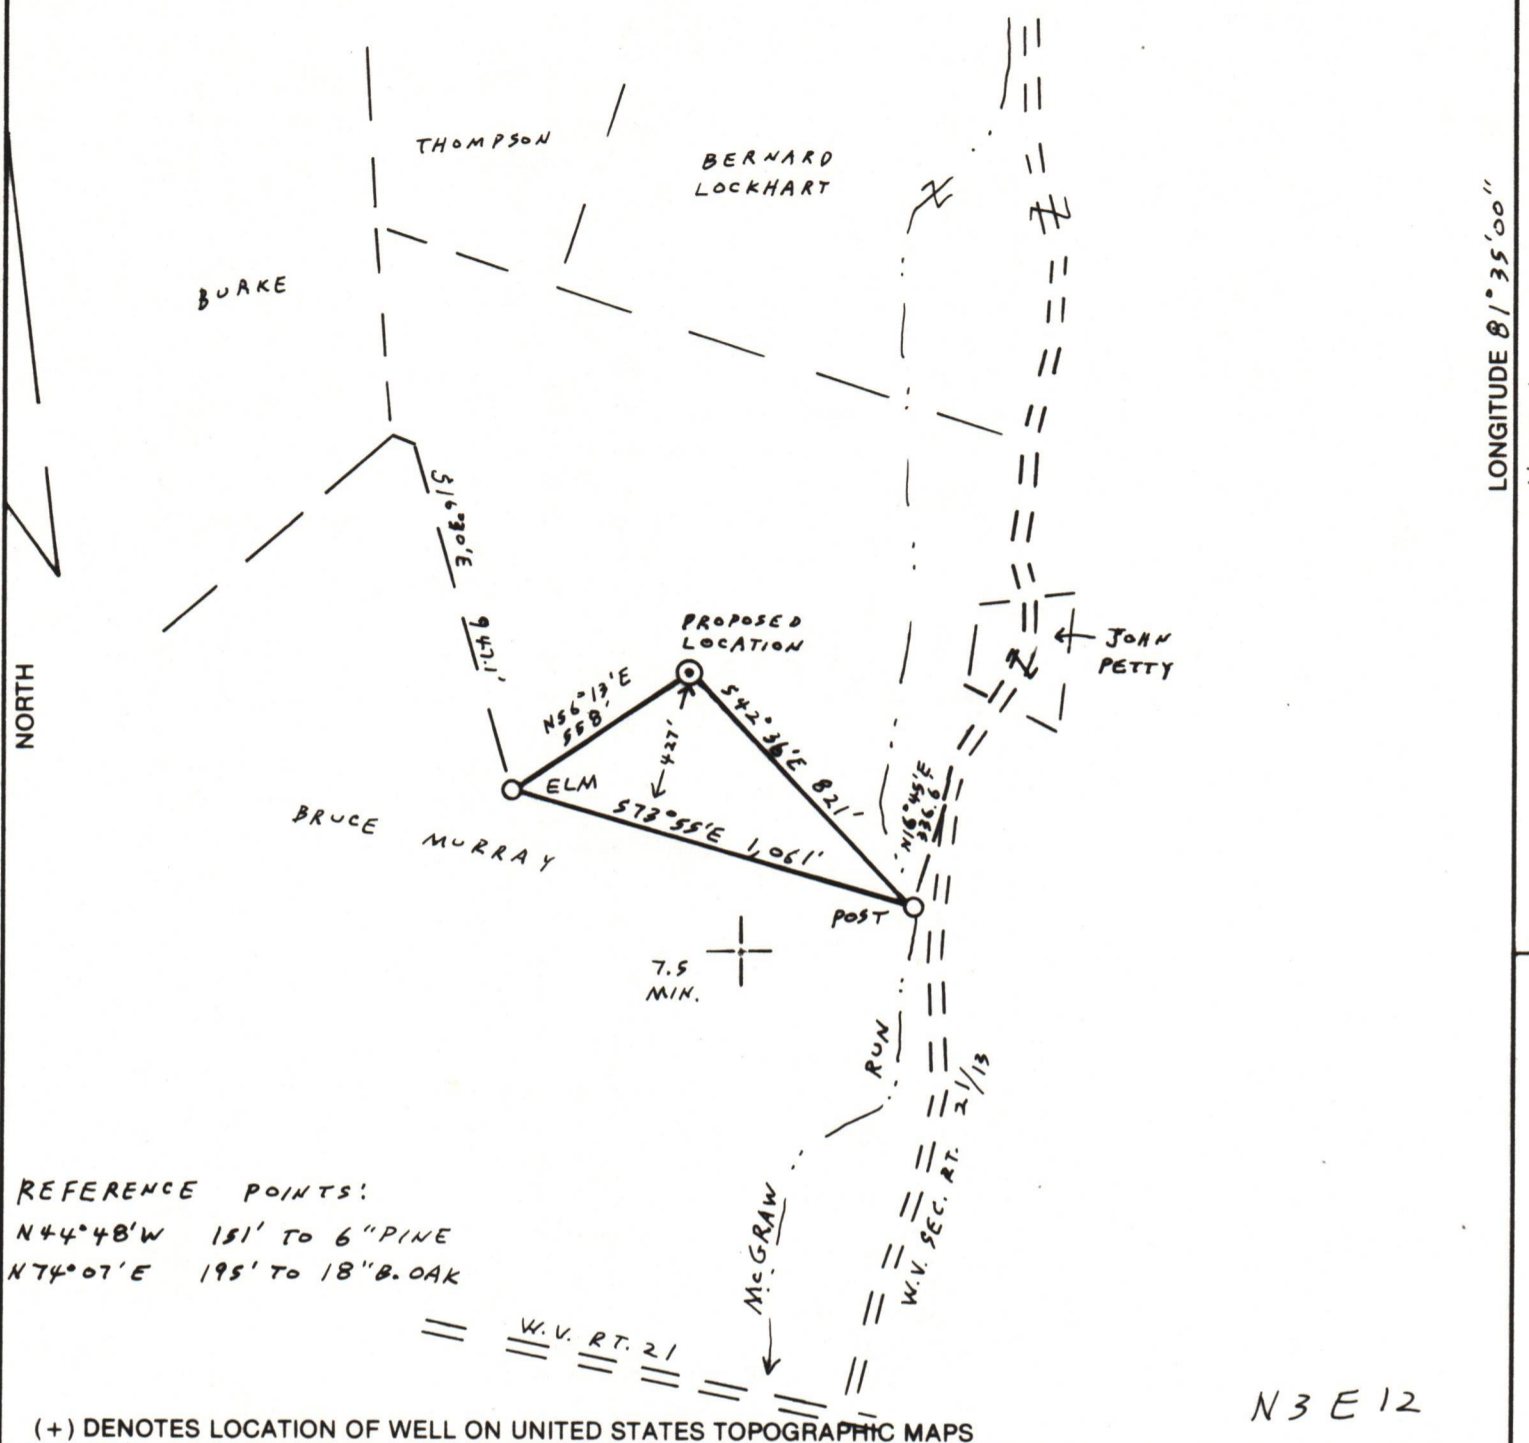 THOMPSON
BERNARD
LOCKHART
BURKE
LONGITUDE 81°35'00"
S16°30'E 947.1'
NORTH
PROPOSED
LOCATION
JOHN
PETTY
N56°13'E
558'
S42°36'E 821'
427'
ELM
S73°55'E 1,061'
N16°45'E
336.6'
BRUCE MURRAY
POST
7.5
MIN.
McGRAW RUN
W.V. SEC. RT. 21/13
REFERENCE POINTS:
N44°48'W 151' TO 6" PINE
N74°07'E 195' TO 18" B. OAK
W.V. RT. 21
N 3 E 12
(+) DENOTES LOCATION OF WELL ON UNITED STATES TOPOGRAPHIC MAPS